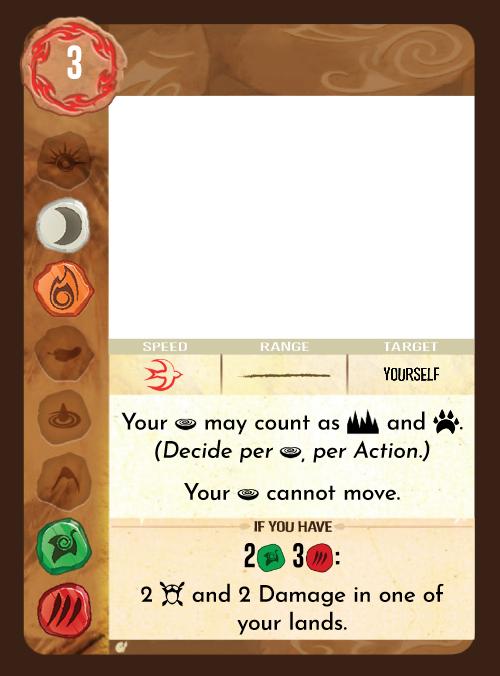 3
SPEED RANGE TARGET
YOURSELF
Your may count as and .
(Decide per , per Action.)
Your cannot move.
IF YOU HAVE
2 3 :
2 and 2 Damage in one of
your lands.